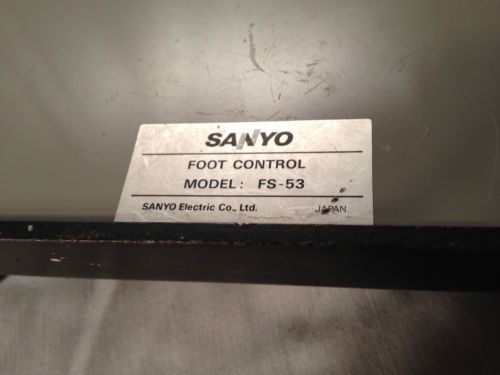 SANYO
FOOT CONTROL
MODEL: FS-53
SANYO Electric Co., Ltd. JAPAN